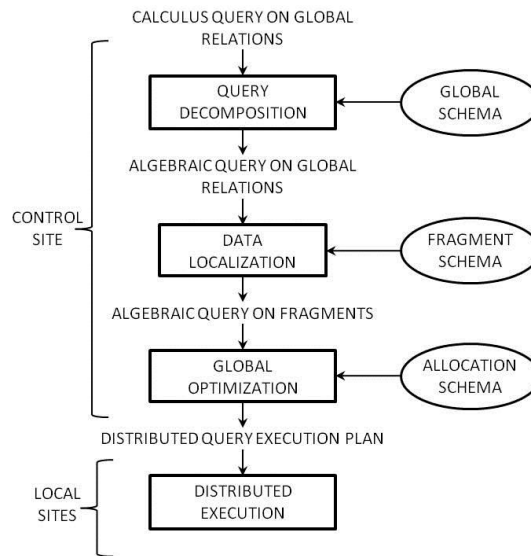 CALCULUS QUERY ON GLOBAL
RELATIONS
QUERY
DECOMPOSITION
GLOBAL
SCHEMA
ALGEBRAIC QUERY ON GLOBAL
RELATIONS
CONTROL
SITE
DATA
LOCALIZATION
FRAGMENT
SCHEMA
ALGEBRAIC QUERY ON FRAGMENTS
GLOBAL
OPTIMIZATION
ALLOCATION
SCHEMA
DISTRIBUTED QUERY EXECUTION PLAN
LOCAL
SITES
DISTRIBUTED
EXECUTION